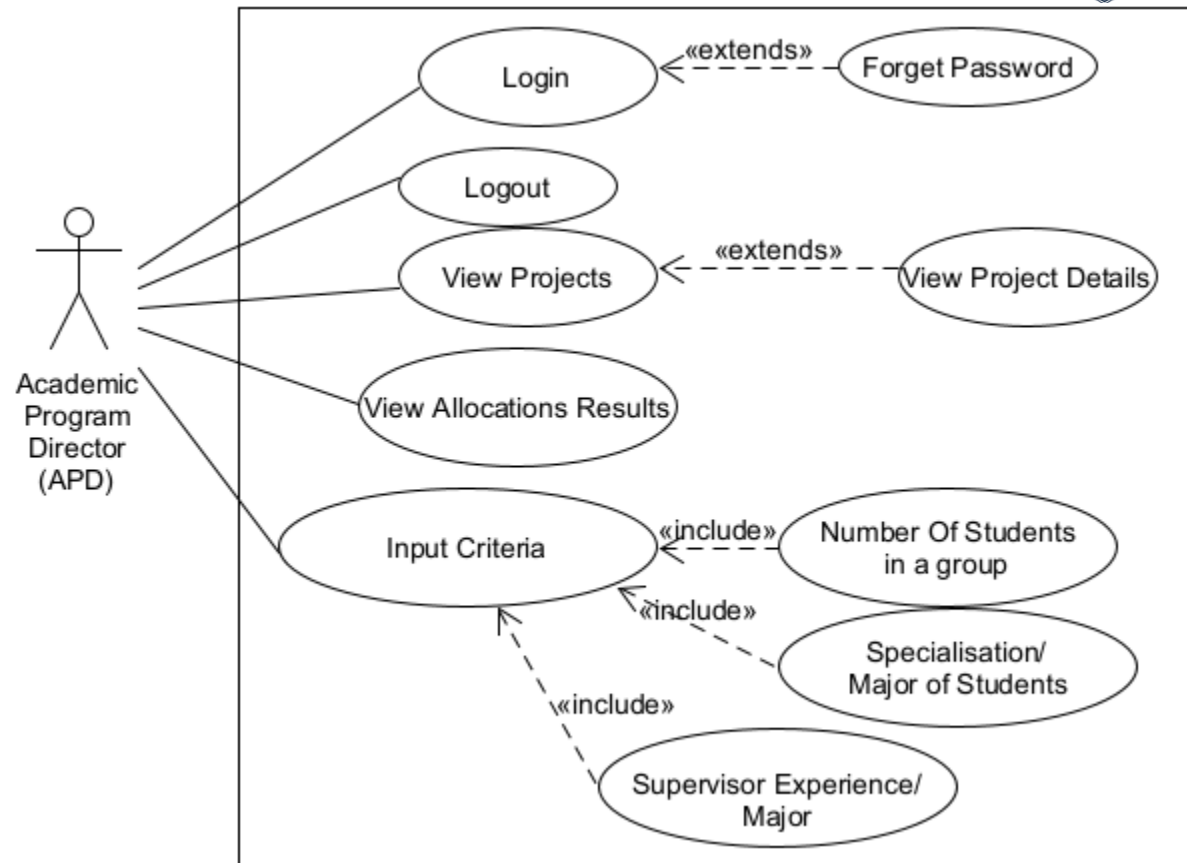 Login
«extends»
Forget Password
Logout
View Projects
«extends»
View Project Details
Academic
Program
Director
(APD)
View Allocations Results
Input Criteria
«include»
Number Of Students
in a group
«include»
Specialisation/
Major of Students
«include»
Supervisor Experience/
Major